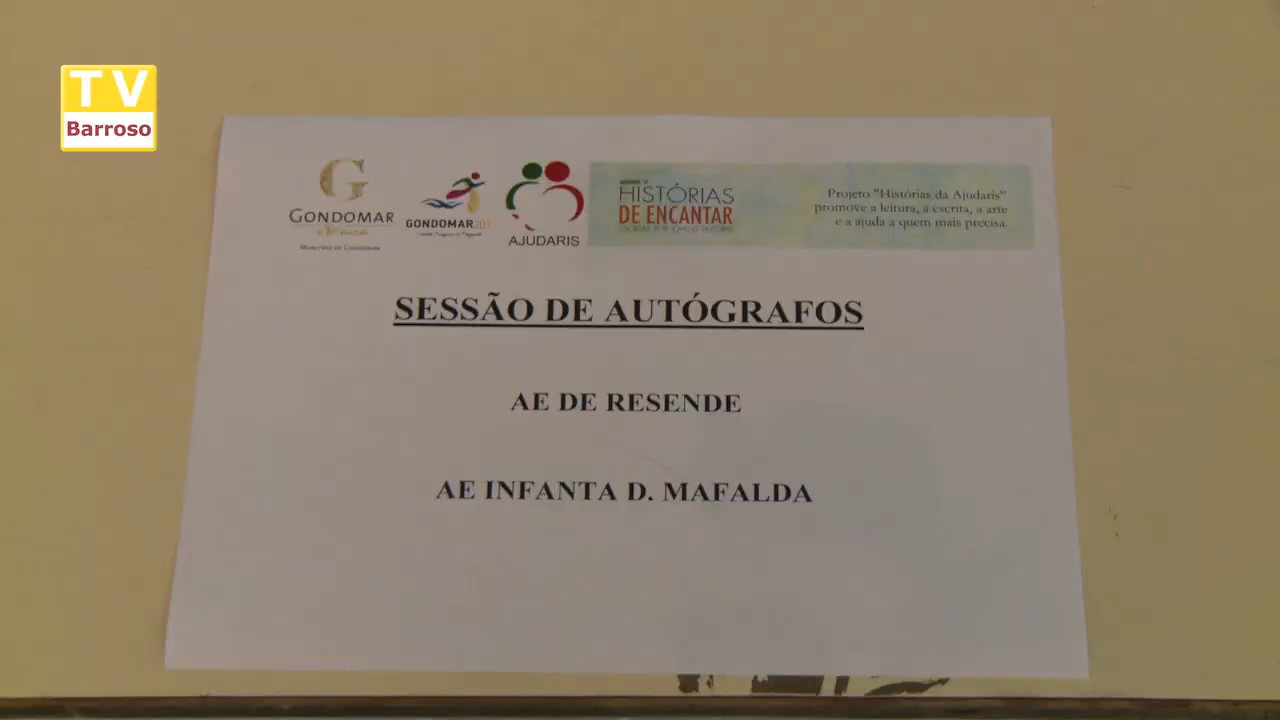 TV
Barroso
G
GONDOMAR
GONDOMAR
AJUDARIS
HISTÓRIAS
DE ENCANTAR
Projeto "Histórias da Ajudaris"
promove a leitura, a escrita, a arte
e a ajuda a quem mais precisa.
SESSÃO DE AUTÓGRAFOS
AE DE RESENDE
AE INFANTA D. MAFALDA